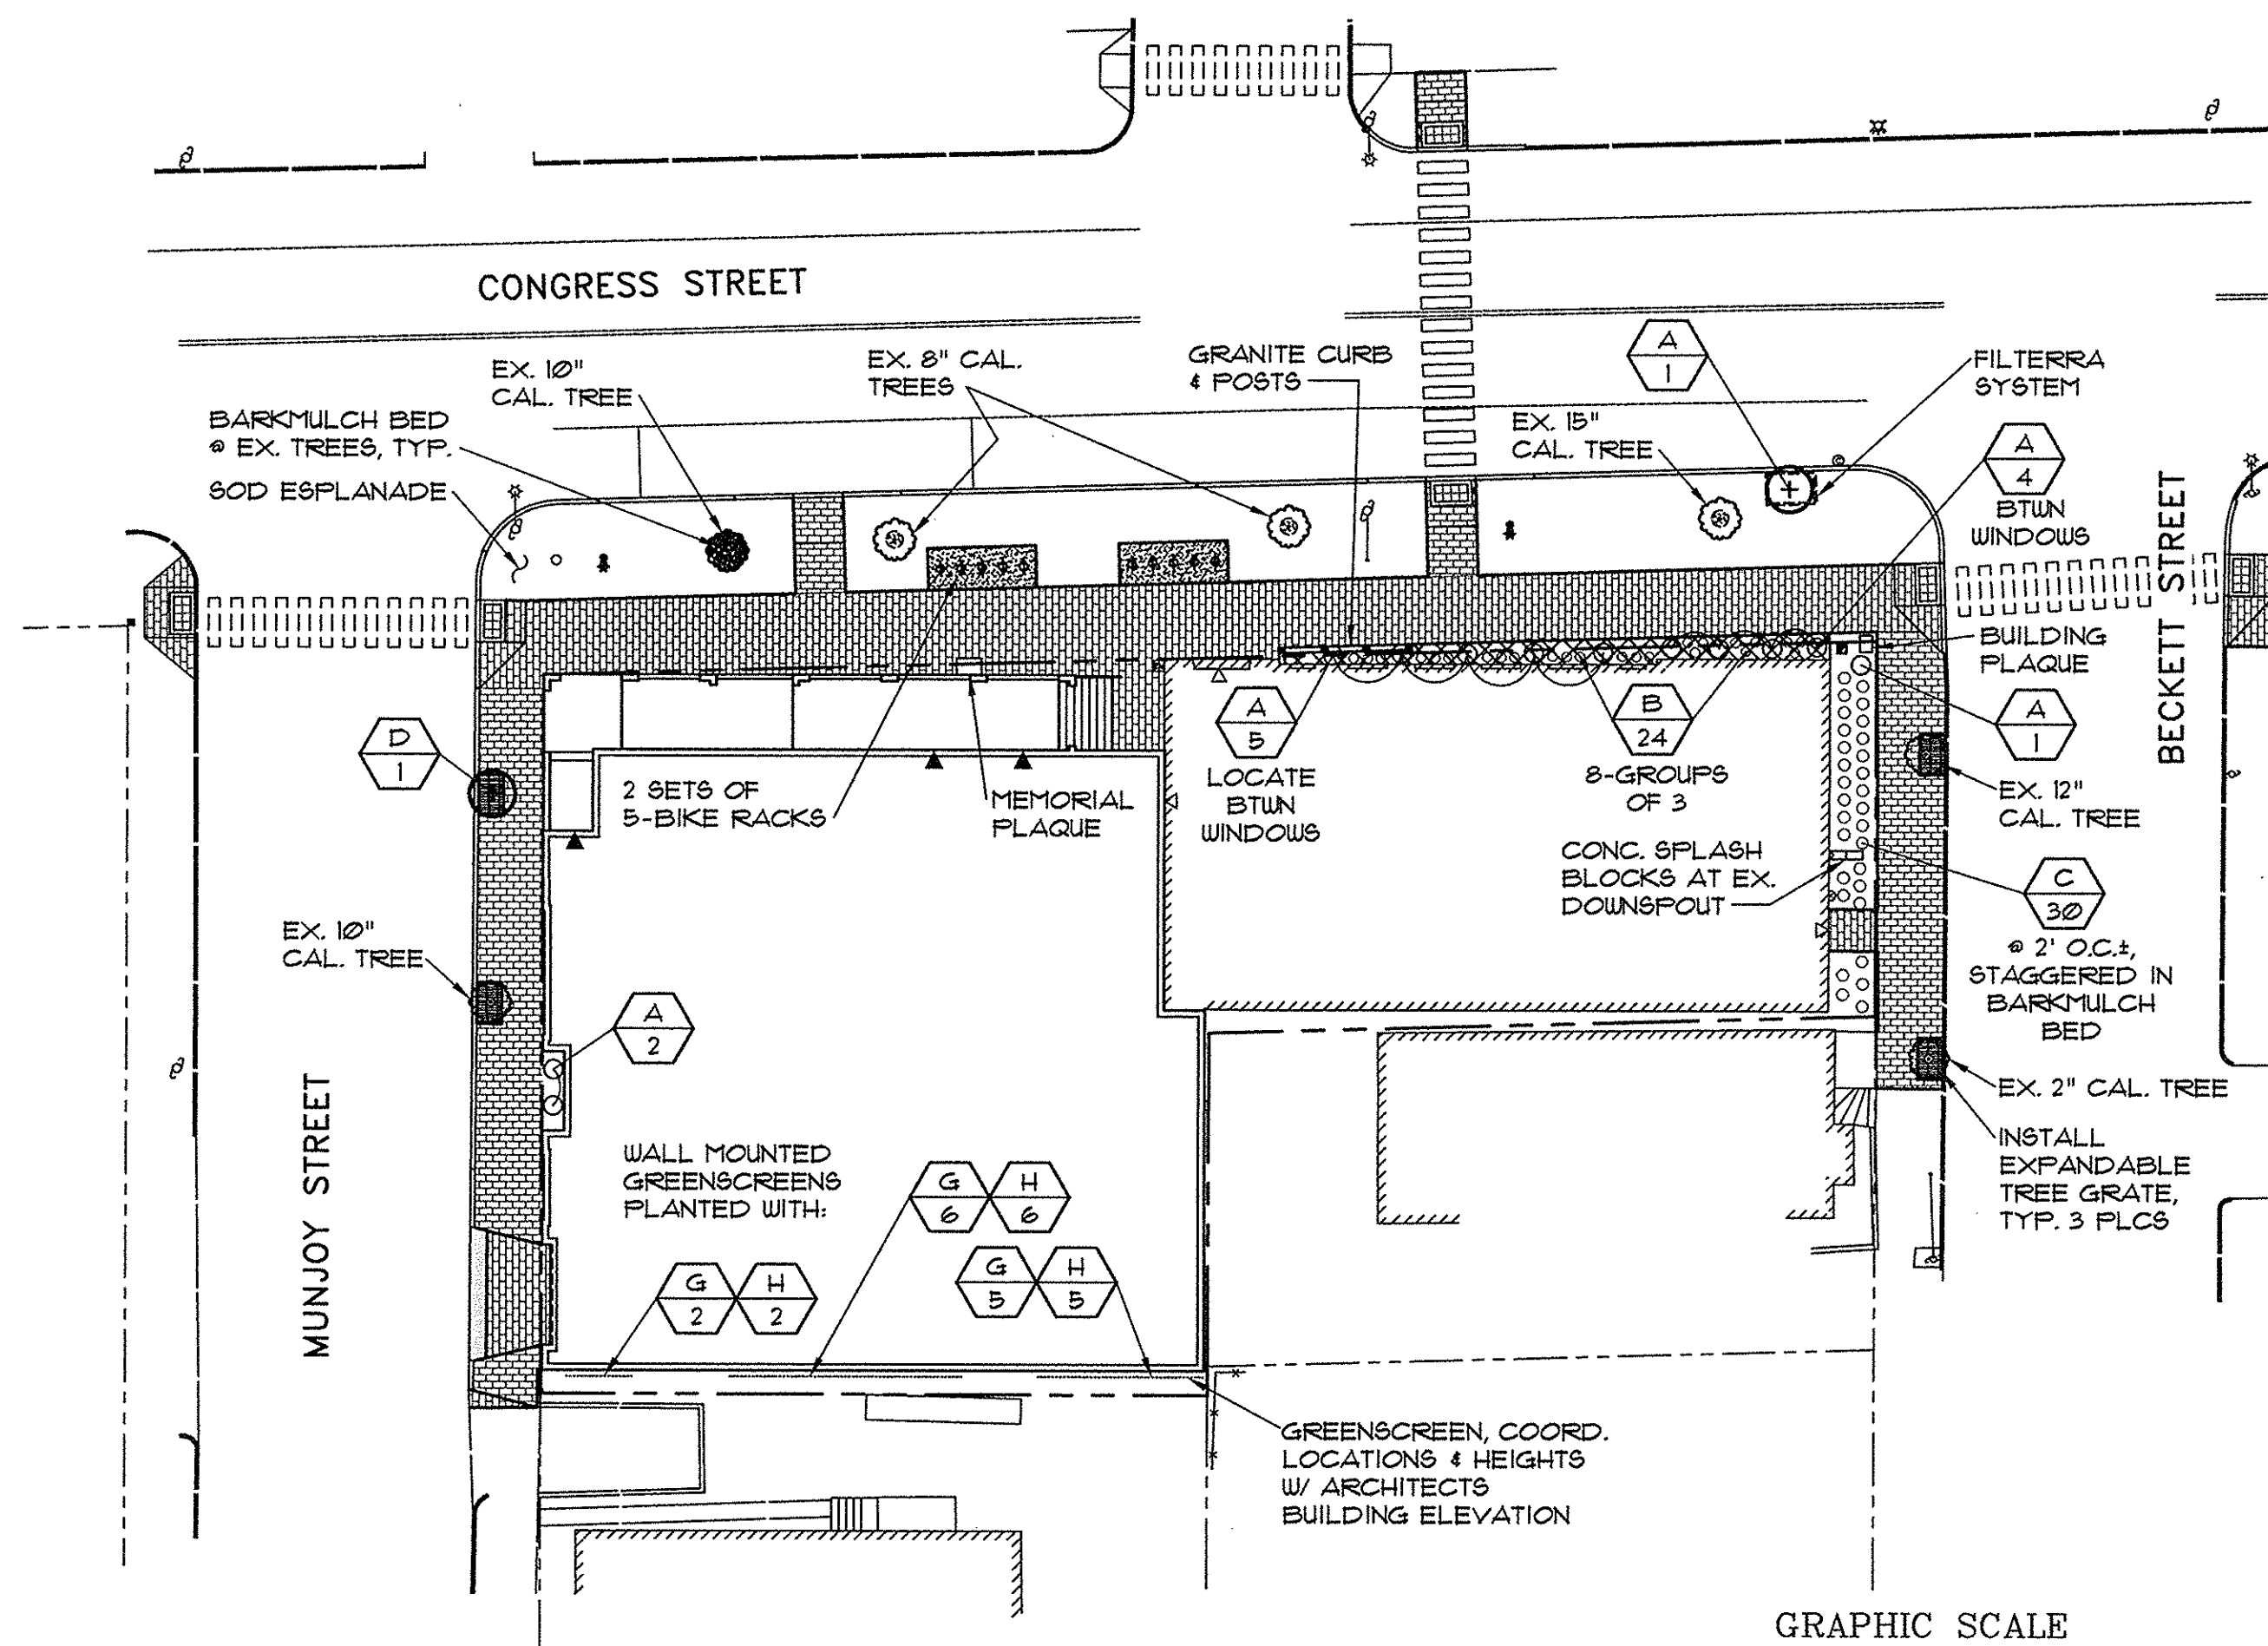 CONGRESS STREET
EX. 10"
CAL. TREE
EX. 8" CAL.
TREES
GRANITE CURB
& POSTS
A
1
FILTERRA
SYSTEM
BARKMULCH BED
@ EX. TREES, TYP.
SOD ESPLANADE
EX. 15"
CAL. TREE
A
4
BTWN
WINDOWS
BECKETT STREET
BUILDING
PLAQUE
D
1
2 SETS OF
5-BIKE RACKS
MEMORIAL
PLAQUE
A
5
LOCATE
BTWN
WINDOWS
B
24
8-GROUPS
OF 3
A
1
EX. 12"
CAL. TREE
CONC. SPLASH
BLOCKS AT EX.
DOWNSPOUT
C
30
@ 2' O.C.±,
STAGGERED IN
BARKMULCH
BED
EX. 10"
CAL. TREE
A
2
EX. 2" CAL. TREE
INSTALL
EXPANDABLE
TREE GRATE,
TYP. 3 PLCS
MUNJOY STREET
WALL MOUNTED
GREENSCREENS
PLANTED WITH:
G
6
H
6
G
5
H
5
G
2
H
2
GREENSCREEN, COORD.
LOCATIONS & HEIGHTS
W/ ARCHITECTS
BUILDING ELEVATION
GRAPHIC SCALE